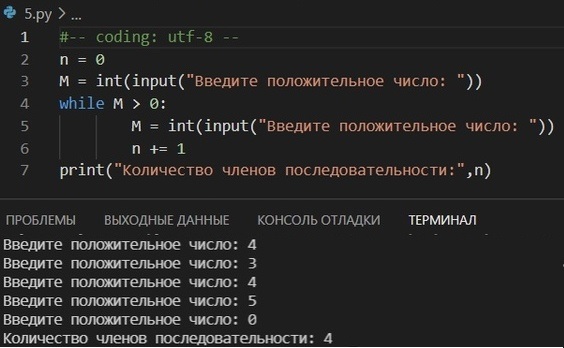 5.py > ...
1 #-- coding: utf-8 --
2 n = 0
3 M = int(input("Введите положительное число: "))
4 while M > 0:
5 M = int(input("Введите положительное число: "))
6 n += 1
7 print("Количество членов последовательности:",n)
ПРОБЛЕМЫ ВЫХОДНЫЕ ДАННЫЕ КОНСОЛЬ ОТЛАДКИ ТЕРМИНАЛ
Введите положительное число: 4
Введите положительное число: 3
Введите положительное число: 4
Введите положительное число: 5
Введите положительное число: 0
Количество членов последовательности: 4